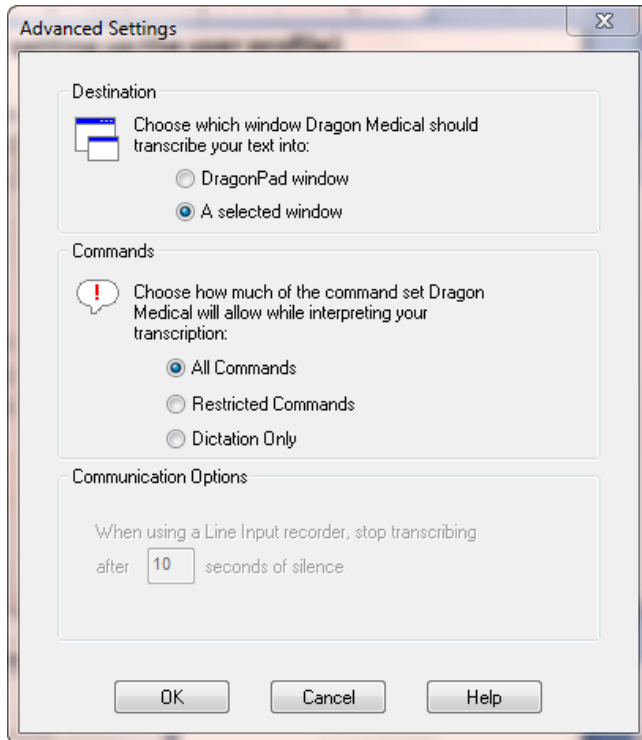 Advanced Settings
Destination
Choose which window Dragon Medical should
transcribe your text into:
DragonPad window
A selected window
Commands
!
Choose how much of the command set Dragon
Medical will allow while interpreting your
transcription:
All Commands
Restricted Commands
Dictation Only
Communication Options
When using a Line Input recorder, stop transcribing
after 10 seconds of silence
OK Cancel Help